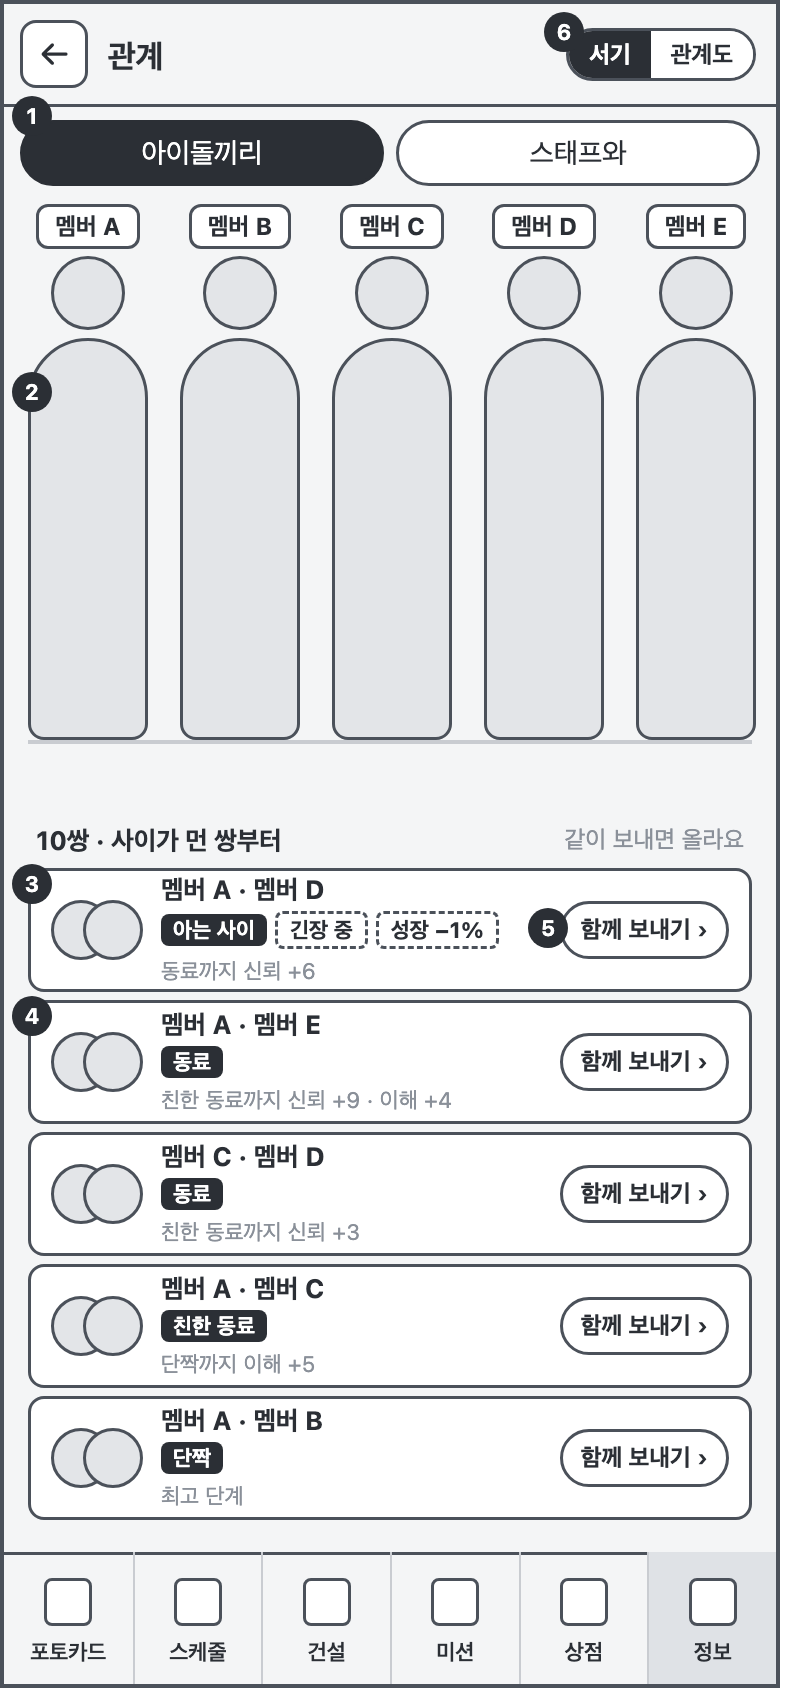 관계
6
서기
관계도
1
아이돌끼리
스태프와
멤버 A
멤버 B
멤버 C
멤버 D
멤버 E
2
10쌍 · 사이가 먼 쌍부터
같이 보내면 올라요
3
멤버 A · 멤버 D
아는 사이
긴장 중
성장 −1%
동료까지 신뢰 +6
5
함께 보내기 ›
4
멤버 A · 멤버 E
동료
친한 동료까지 신뢰 +9 · 이해 +4
함께 보내기 ›
멤버 C · 멤버 D
동료
친한 동료까지 신뢰 +3
함께 보내기 ›
멤버 A · 멤버 C
친한 동료
단짝까지 이해 +5
함께 보내기 ›
멤버 A · 멤버 B
단짝
최고 단계
함께 보내기 ›
포토카드
스케줄
건설
미션
상점
정보